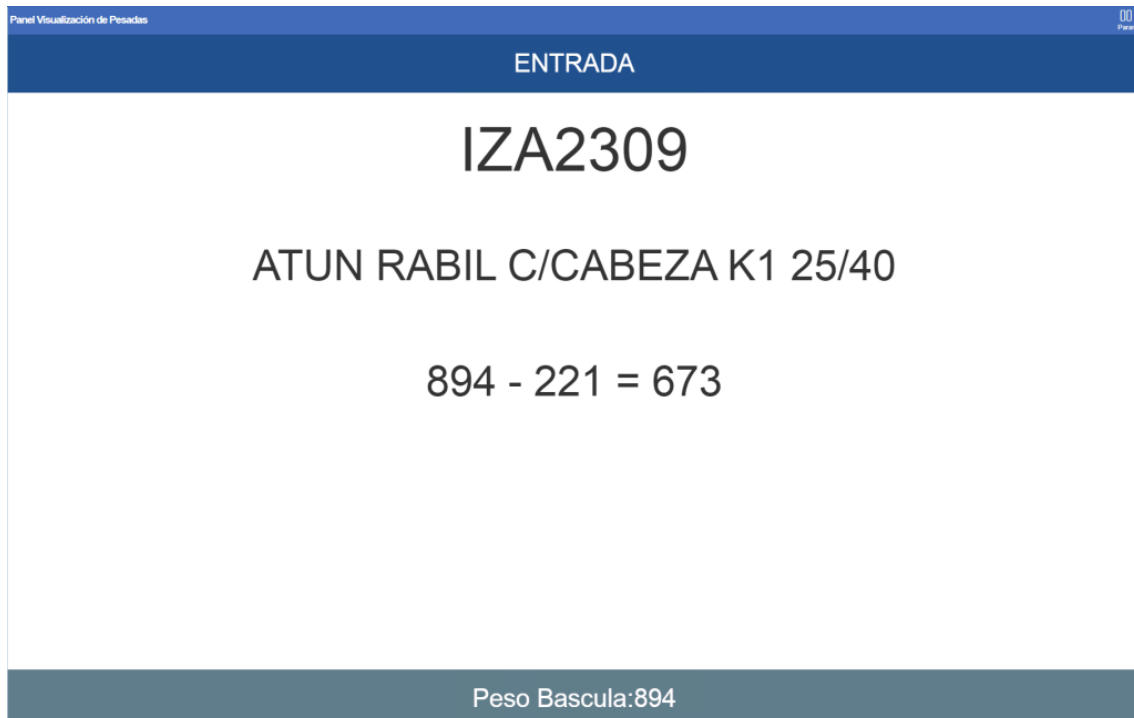 Panel Visualización de Pesadas
ENTRADA
IZA2309
ATUN RABIL C/CABEZA K1 25/40
894 - 221 = 673
Peso Bascula:894